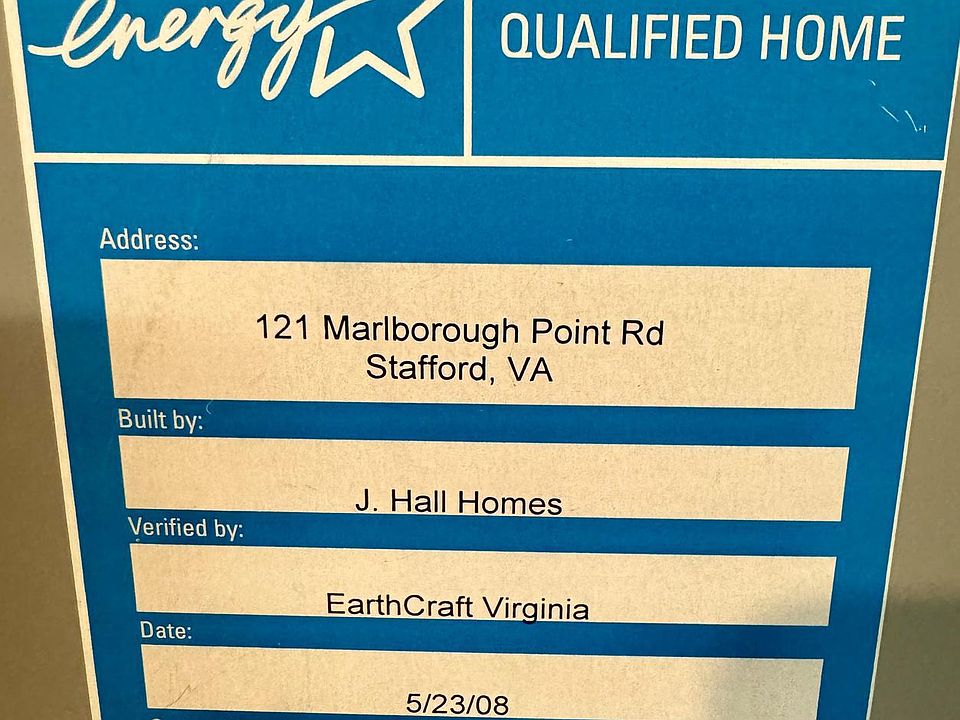 energy
QUALIFIED HOME
Address:
121 Marlborough Point Rd
Stafford, VA
Built by:
J. Hall Homes
Verified by:
EarthCraft Virginia
Date:
5/23/08